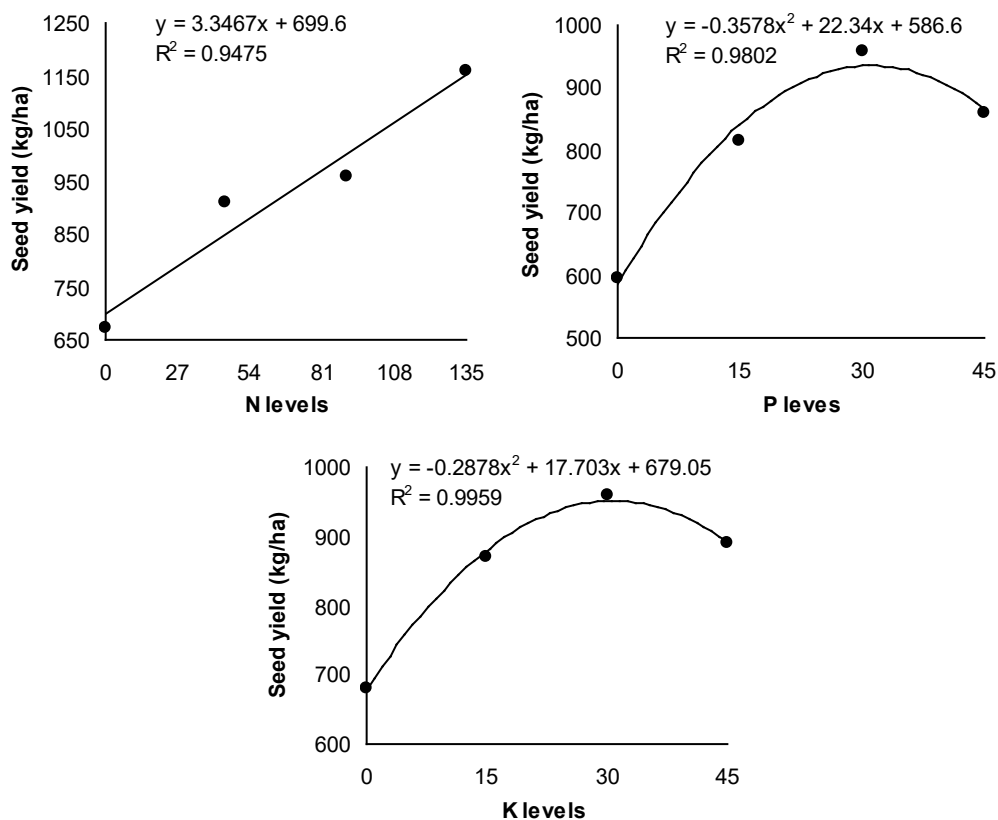 y = 3.3467x + 699.6
R² = 0.9475
1250
1150
1050
950
850
750
650
Seed yield (kg/ha)
0 27 54 81 108 135
N levels
y = -0.3578x² + 22.34x + 586.6
R² = 0.9802
1000
900
800
700
600
500
Seed yield (kg/ha)
0 15 30 45
P leves
y = -0.2878x² + 17.703x + 679.05
R² = 0.9959
1000
900
800
700
600
Seed yield (kg/ha)
0 15 30 45
K levels